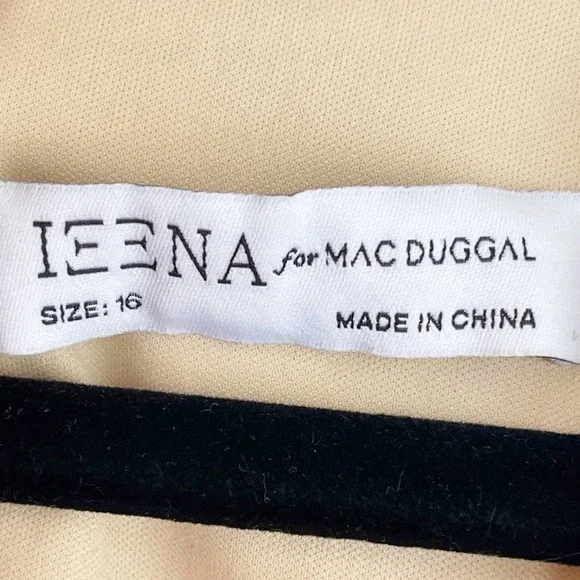 IEENA for MAC DUGGAL
SIZE: 16 MADE IN CHINA